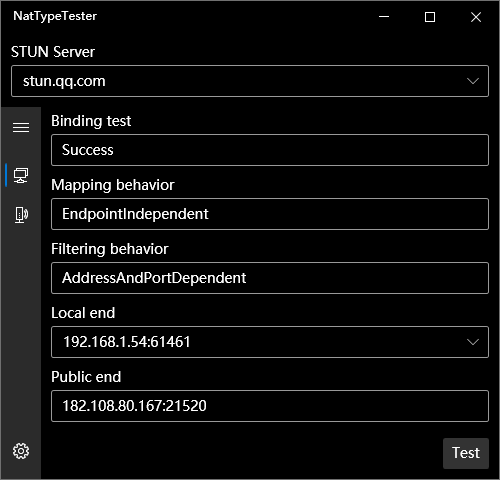 NatTypeTester
STUN Server
stun.qq.com
Binding test
Success
Mapping behavior
EndpointIndependent
Filtering behavior
AddressAndPortDependent
Local end
192.168.1.54:61461
Public end
182.108.80.167:21520
Test